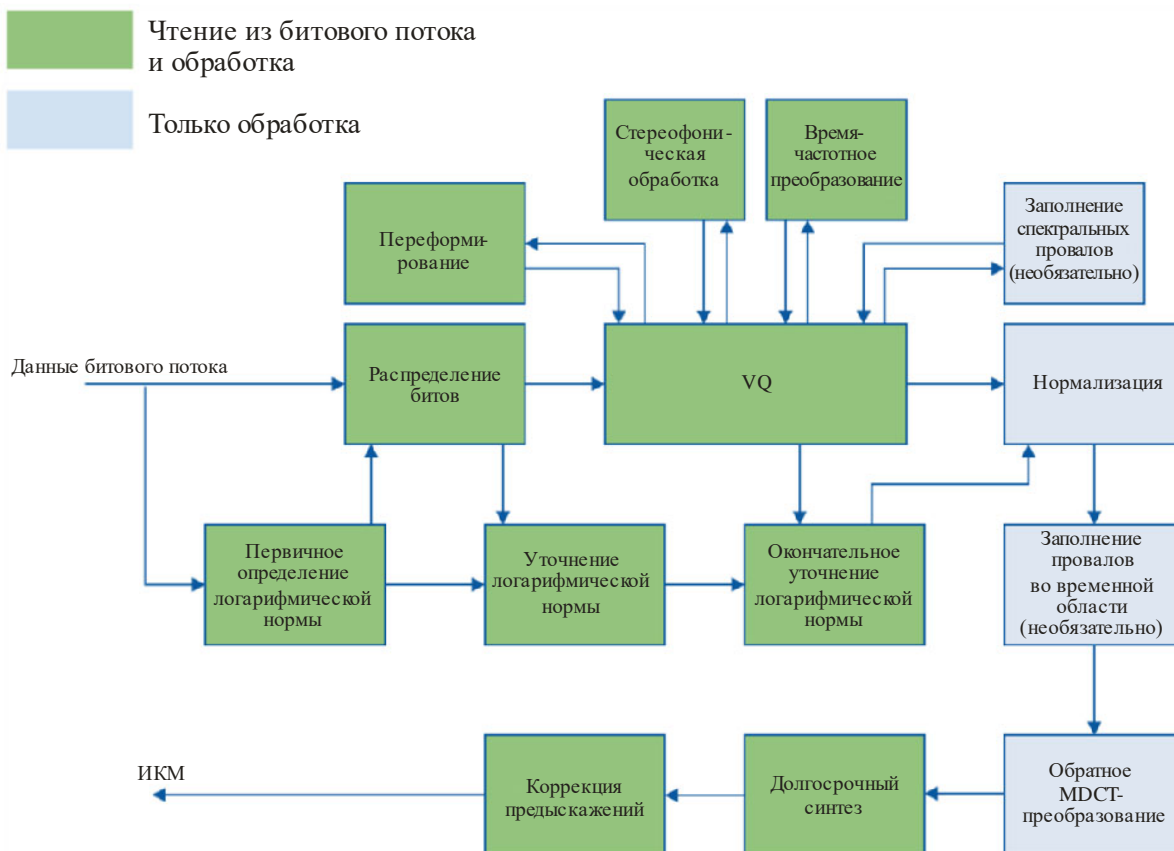 Чтение из битового потока
и обработка
Только обработка
Стереофони-
ческая
обработка
Время-
частотное
преобразование
Переформи-
рование
Заполнение
спектральных
провалов
(необязательно)
Данные битового потока
Распределение
битов
VQ
Нормализация
Первичное
определение
логарифмической
нормы
Уточнение
логарифмической
нормы
Окончательное
уточнение
логарифмической
нормы
Заполнение
провалов
во временной
области
(необязательно)
ИКМ
Коррекция
предыскажений
Долгосрочный
синтез
Обратное
MDCT-
преобразование